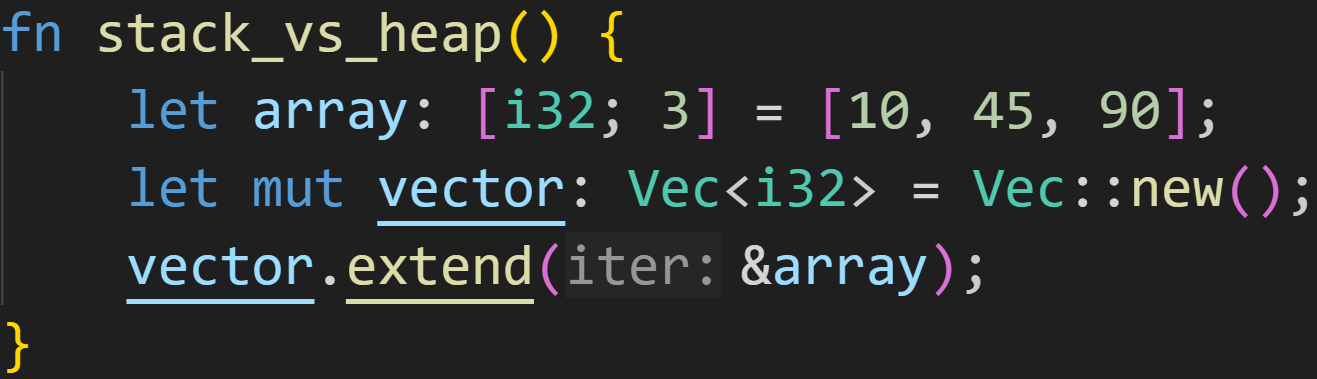 fn stack_vs_heap() {
    let array: [i32; 3] = [10, 45, 90];
    let mut vector: Vec<i32> = Vec::new();
    vector.extend(iter: &array);
}